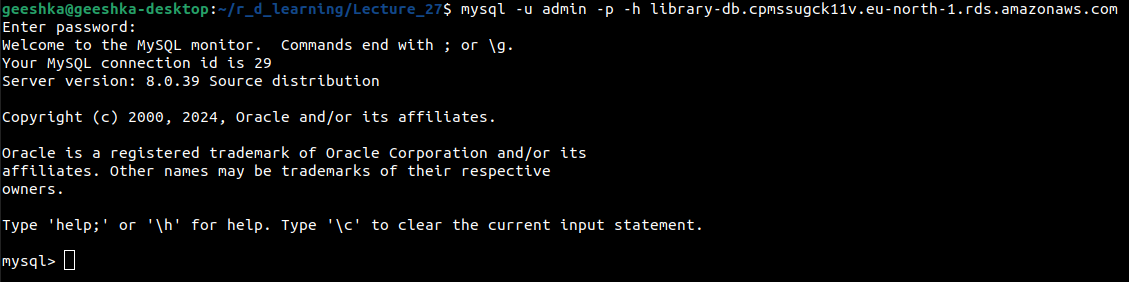 geeshka@geeshka-desktop:~/r_d_learning/Lecture_27$ mysql -u admin -p -h library-db.cpmssugck11v.eu-north-1.rds.amazonaws.com
Enter password:
Welcome to the MySQL monitor.  Commands end with ; or \g.
Your MySQL connection id is 29
Server version: 8.0.39 Source distribution

Copyright (c) 2000, 2024, Oracle and/or its affiliates.

Oracle is a registered trademark of Oracle Corporation and/or its
affiliates. Other names may be trademarks of their respective
owners.

Type 'help;' or '\h' for help. Type '\c' to clear the current input statement.

mysql>